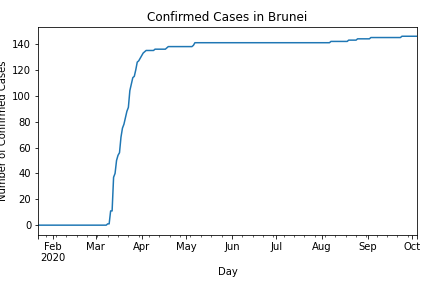 Confirmed Cases in Brunei
Number of Confirmed Cases
140
120
100
80
60
40
20
0
Feb Mar Apr May Jun Jul Aug Sep Oct
2020
Day